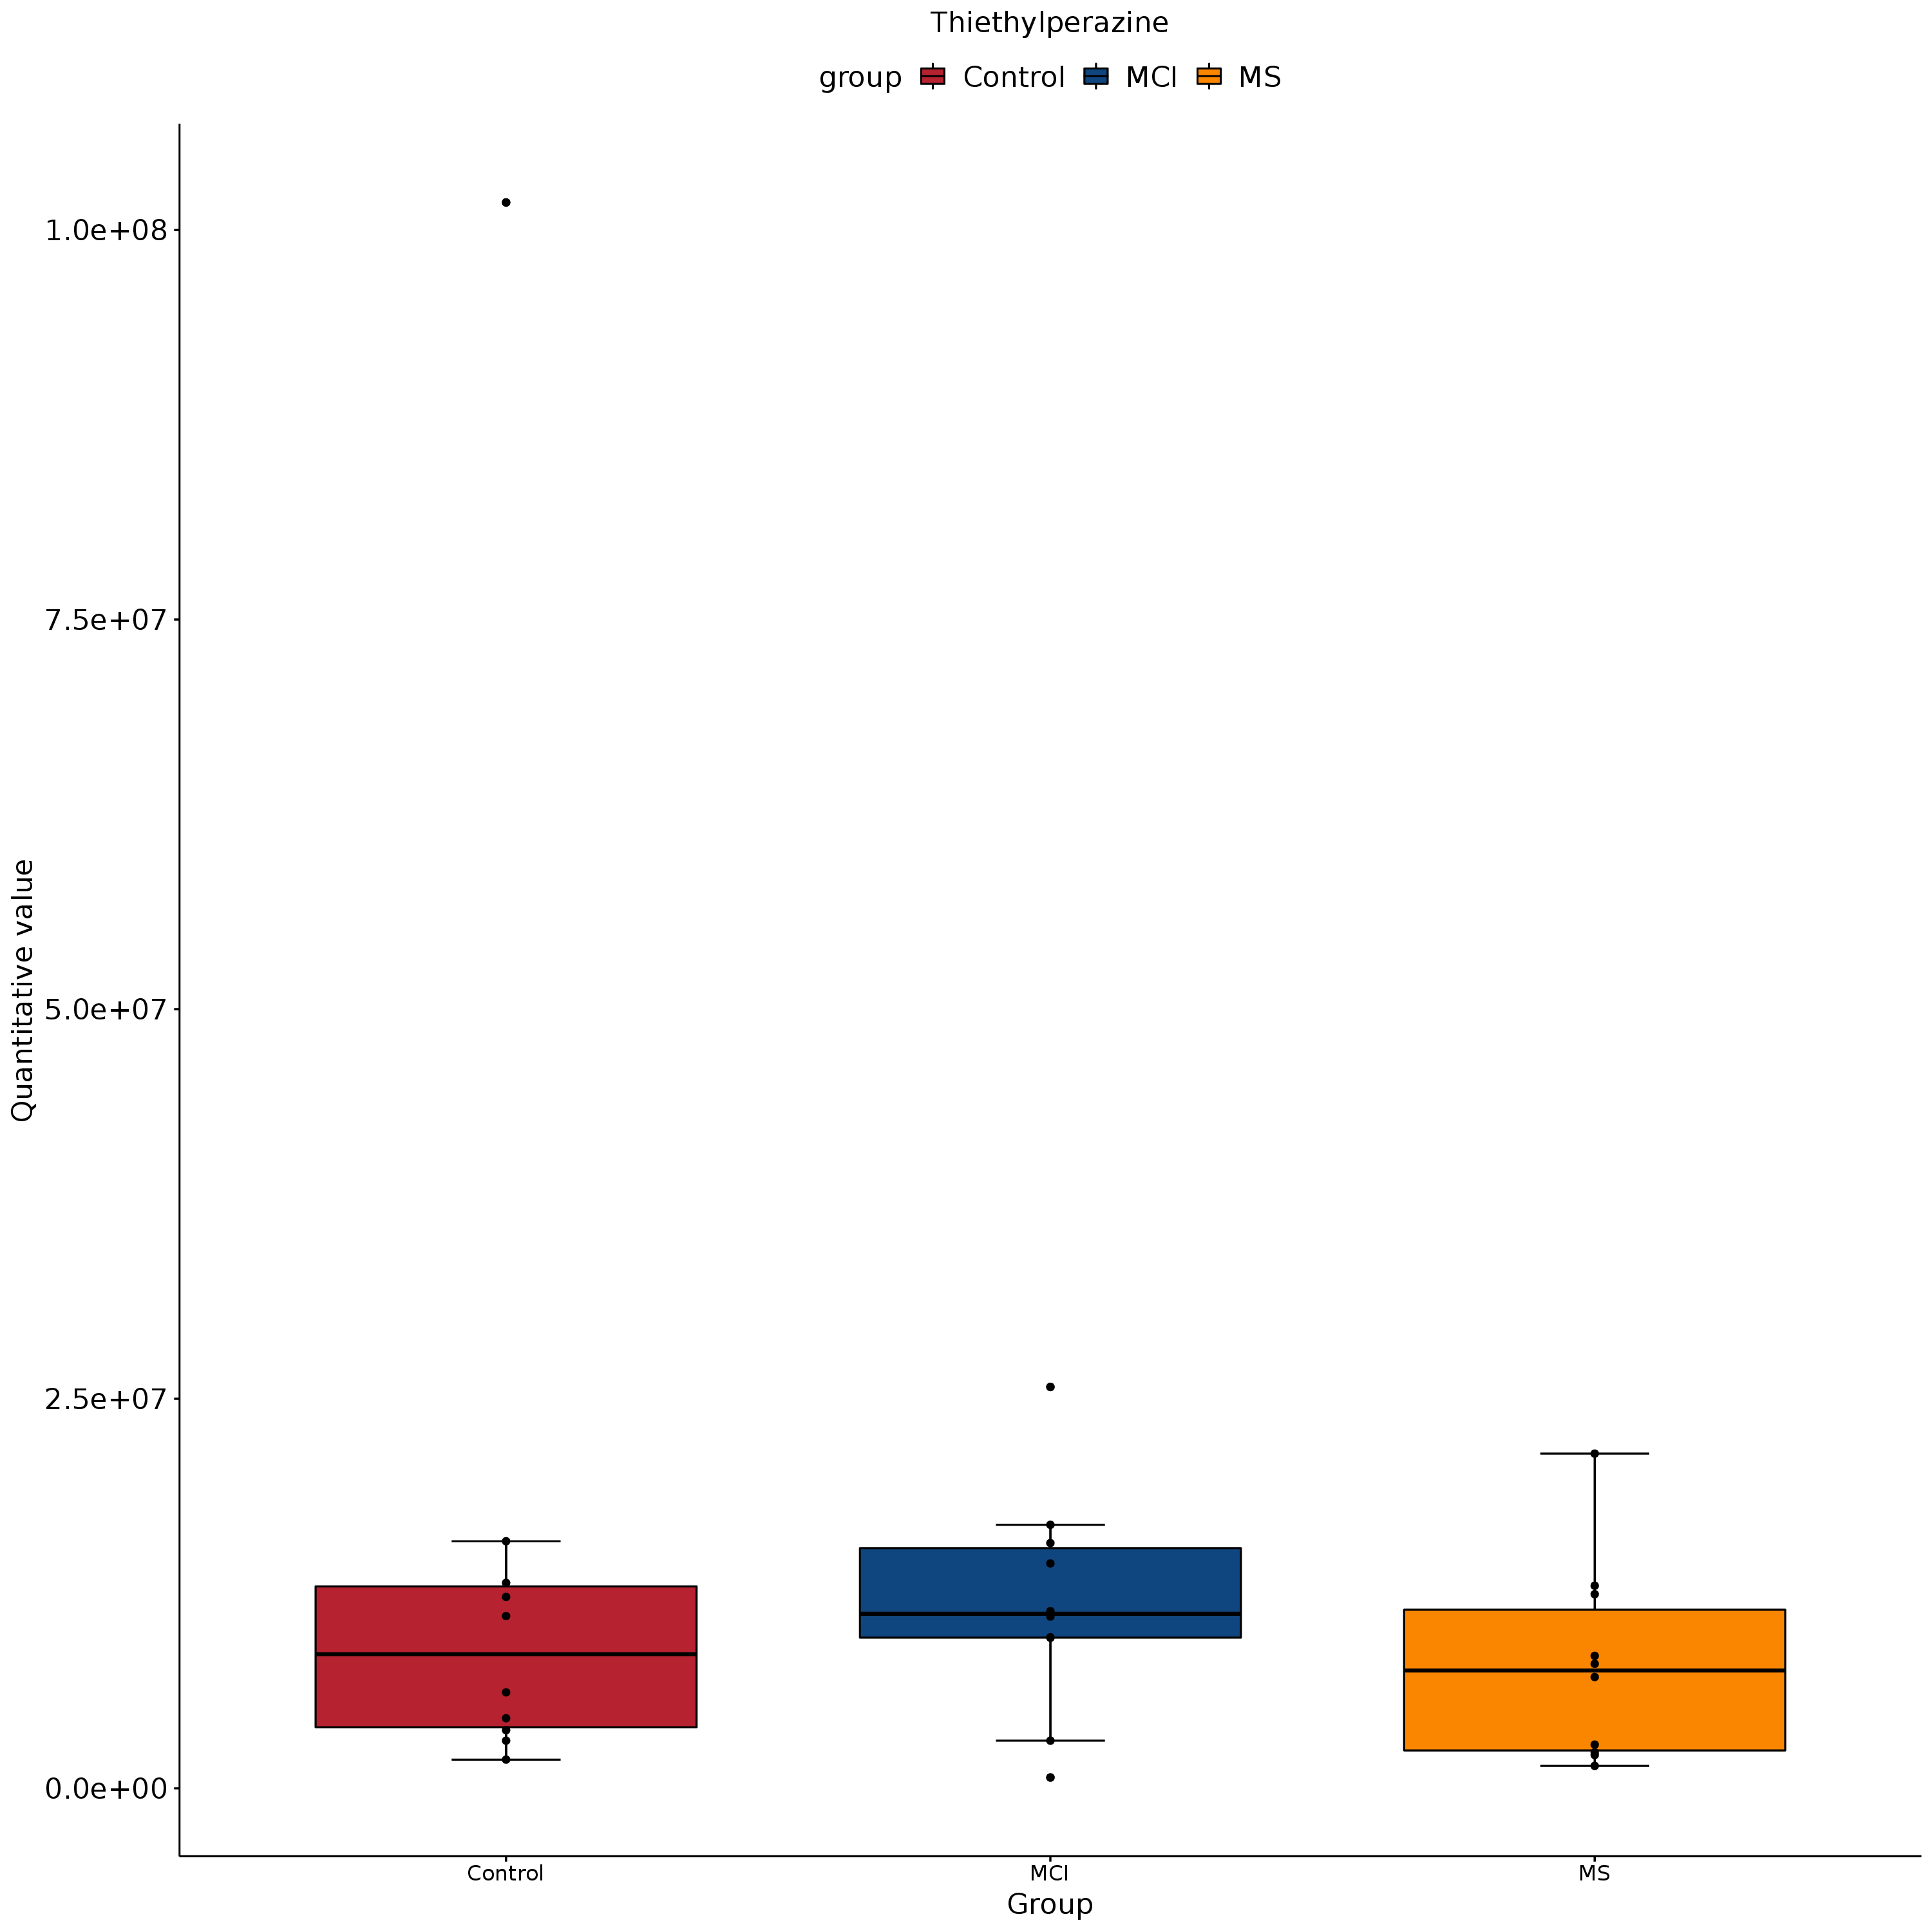 Thiethylperazine
group Control MCI MS
1.0e+08
7.5e+07
5.0e+07
2.5e+07
0.0e+00
Quantitative value
Control MCI MS
Group